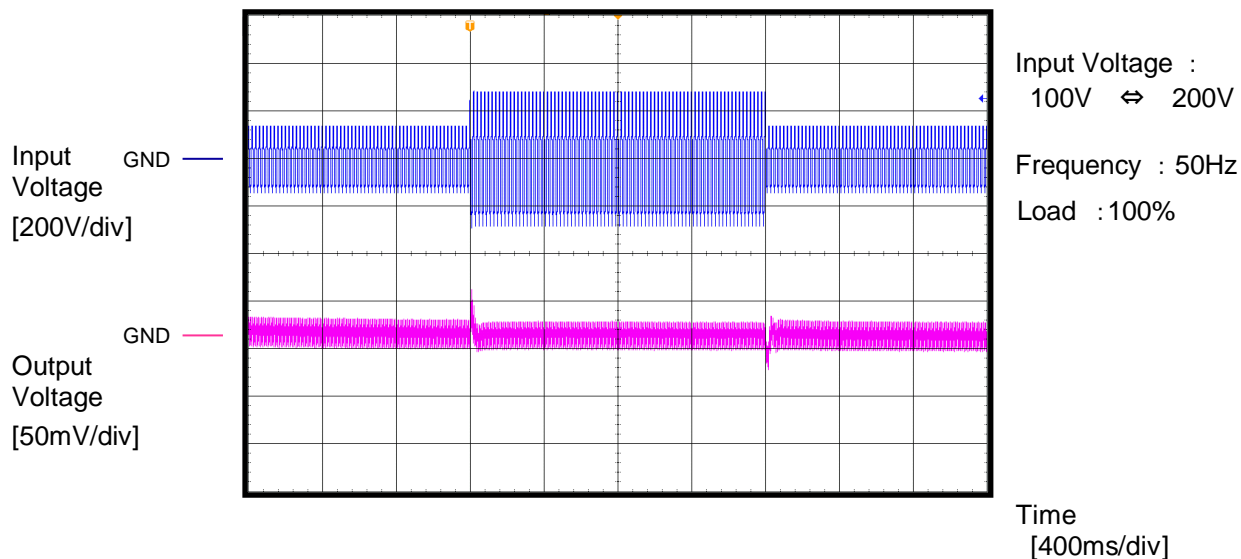 T
Input Voltage :
100V ⇔ 200V
Input
Voltage
[200V/div]
GND
Frequency : 50Hz
Load : 100%
GND
Output
Voltage
[50mV/div]
Time
[400ms/div]